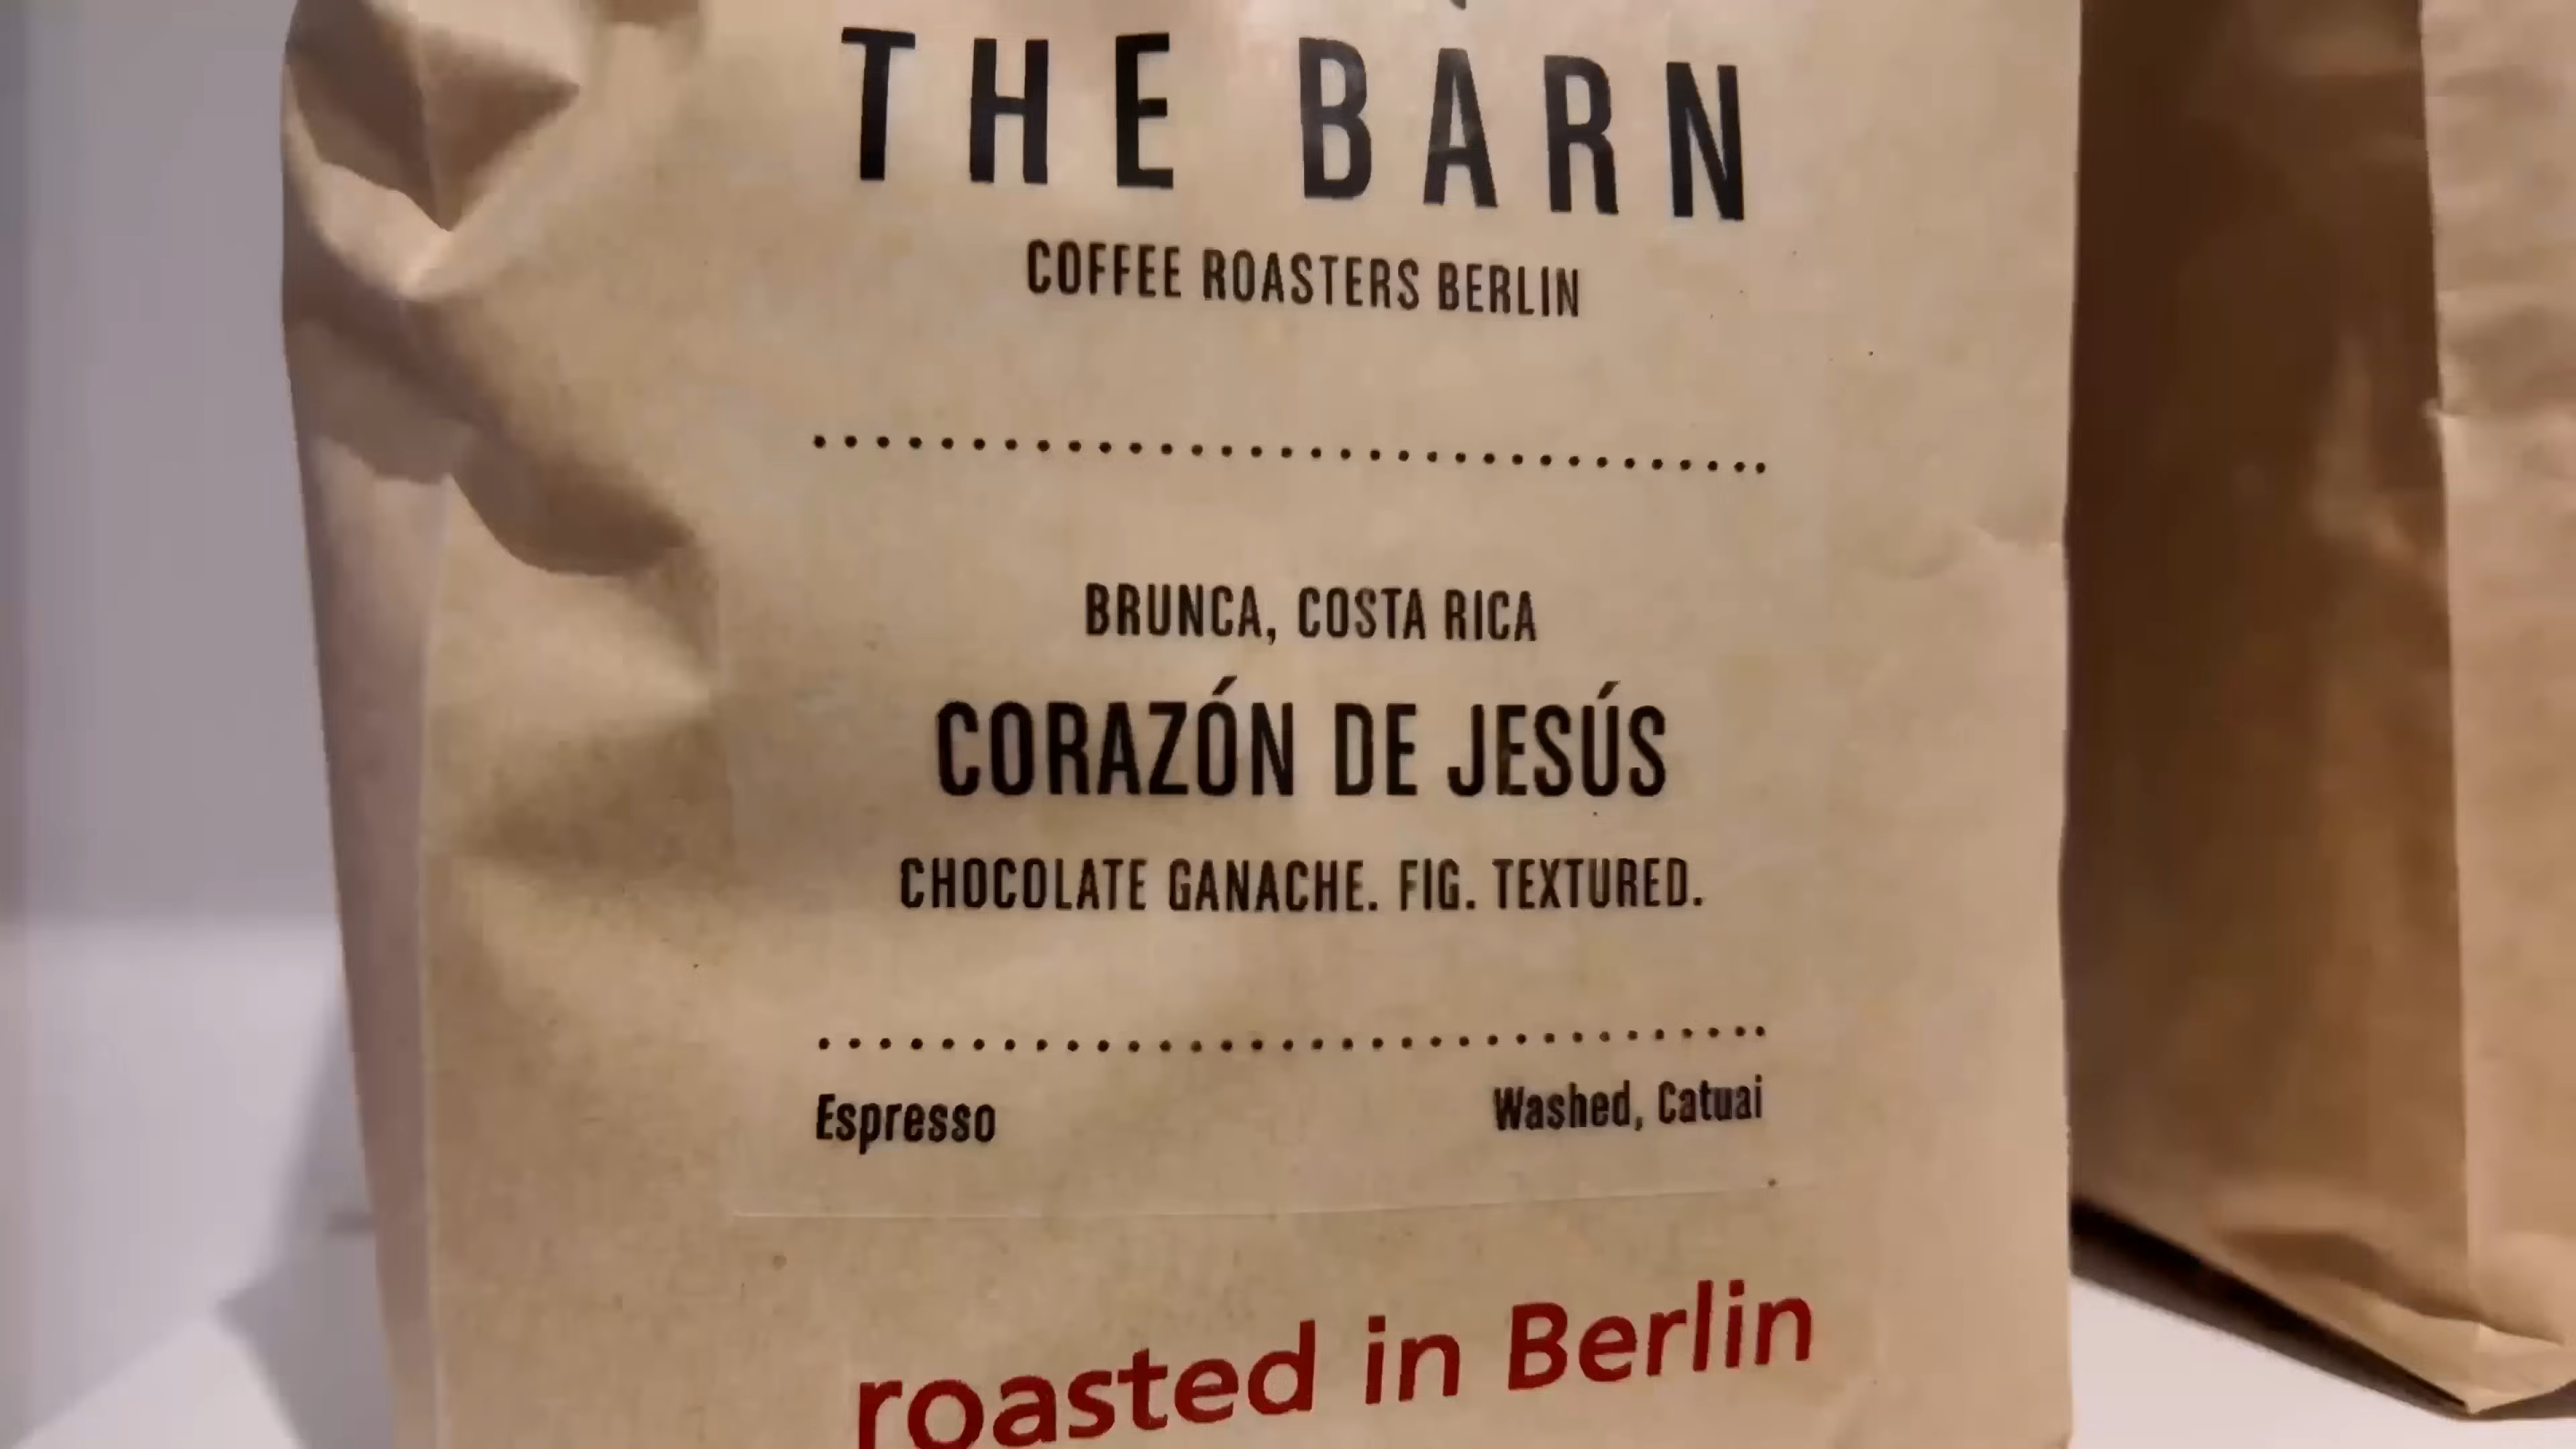 THE BARN
COFFEE ROASTERS BERLIN
BRUNCA, COSTA RICA
CORAZÓN DE JESÚS
CHOCOLATE GANACHE. FIG. TEXTURED.
Espresso Washed, Catuai
roasted in Berlin